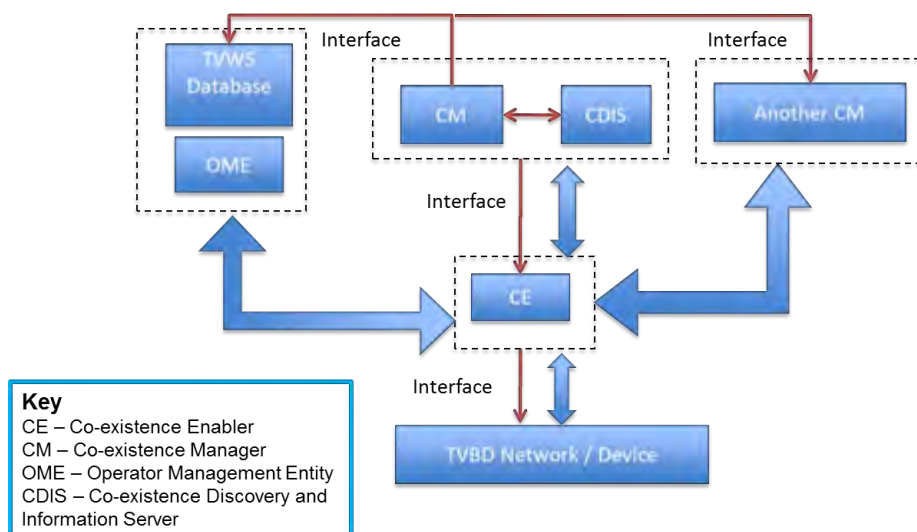 Interface
Interface
TVWS
Database
CM
CDIS
Another CM
OME
Interface
CE
Interface
TVBD Network / Device
Key
CE – Co-existence Enabler
CM – Co-existence Manager
OME – Operator Management Entity
CDIS – Co-existence Discovery and
Information Server